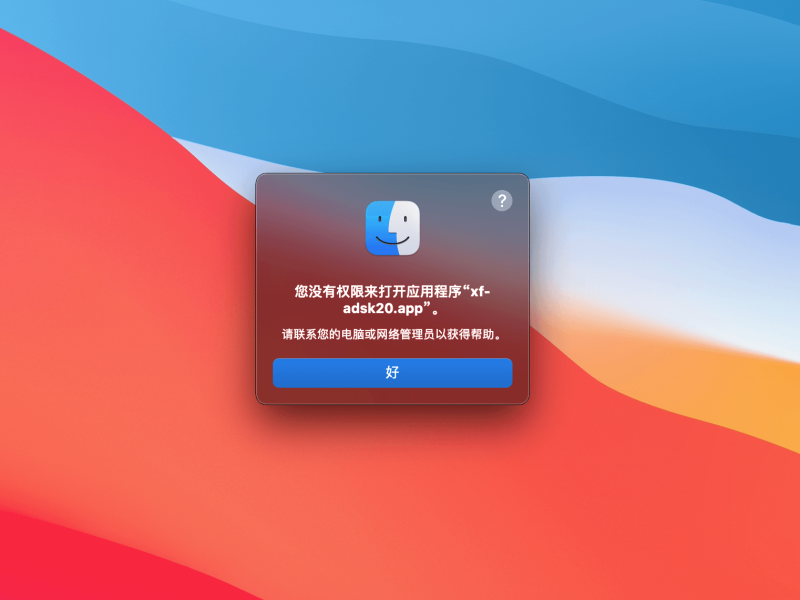 ?
您没有权限来打开应用程序“xf-
adsk20.app”。
请联系您的电脑或网络管理员以获得帮助。
好